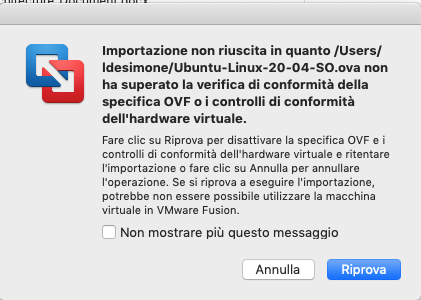 Importazione non riuscita in quanto /Users/
ldesimone/Ubuntu-Linux-20-04-SO.ova non
ha superato la verifica di conformità della
specifica OVF o i controlli di conformità
dell'hardware virtuale.
Fare clic su Riprova per disattivare la specifica OVF e i
controlli di conformità dell'hardware virtuale e ritentare
l'importazione o fare clic su Annulla per annullare
l'operazione. Se si riprova a eseguire l'importazione,
potrebbe non essere possibile utilizzare la macchina
virtuale in VMware Fusion.
Non mostrare più questo messaggio
Annulla
Riprova